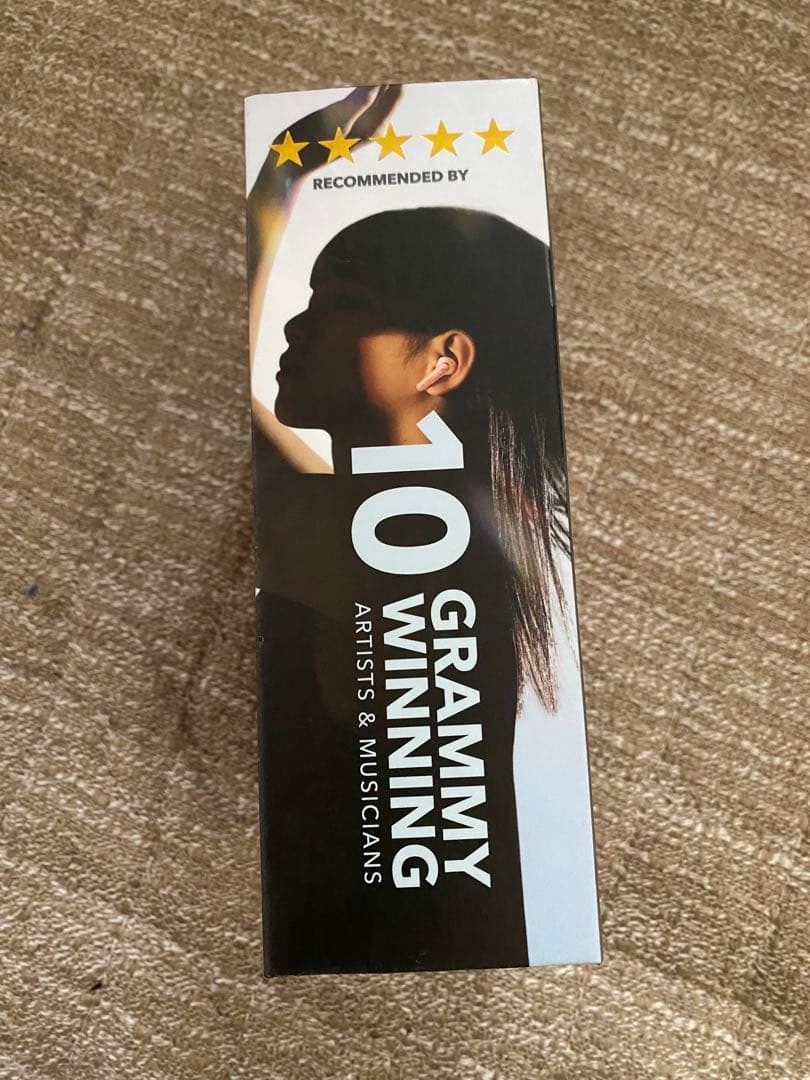 RECOMMENDED BY
10
GRAMMY
WINNING
ARTISTS & MUSICIANS